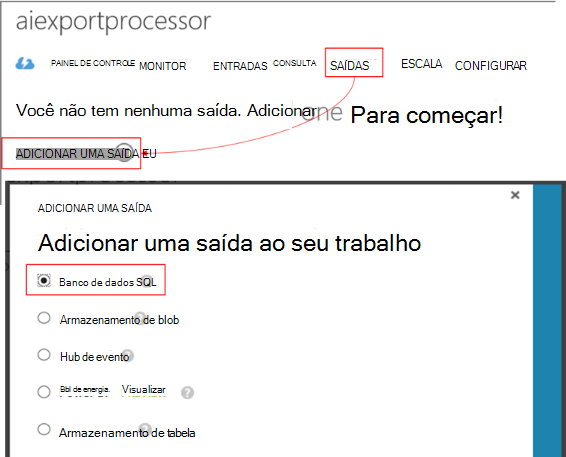 aiexportprocessor
PAINEL DE CONTROLE MONITOR ENTRADAS CONSULTA SAÍDAS ESCALA CONFIGURAR
Você não tem nenhuma saída. Adicionar one Para começar!
ADICIONAR UMA SAÍDA EU
ADICIONAR UMA SAÍDA
Adicionar uma saída ao seu trabalho
Banco de dados SQL
Armazenamento de blob
Hub de evento
BbI de energia. Visualizar
Armazenamento de tabela